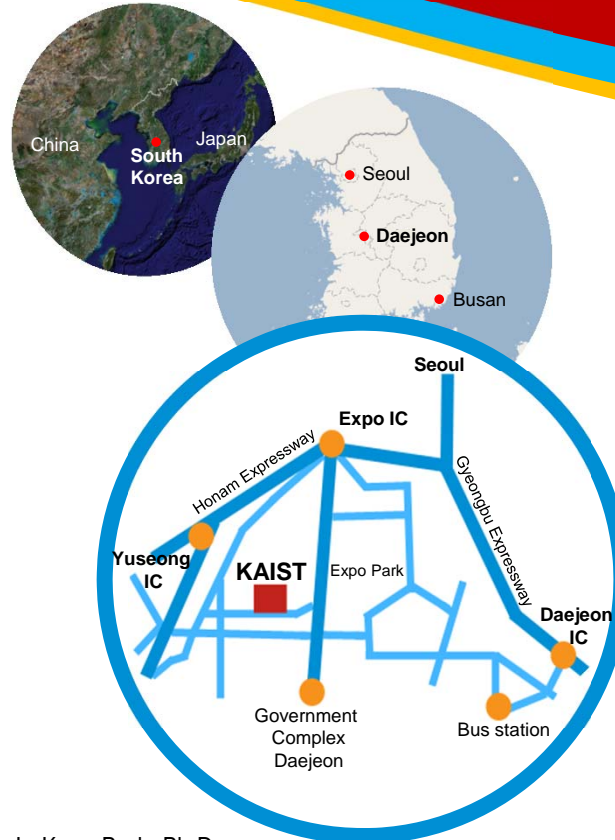 China
Japan
South
Korea
Seoul
Daejeon
Busan
Seoul
Expo IC
Honam Expressway
Gyeongbu Expressway
Yuseong
IC
KAIST
Expo Park
Daejeon
IC
Government
Complex
Daejeon
Bus station